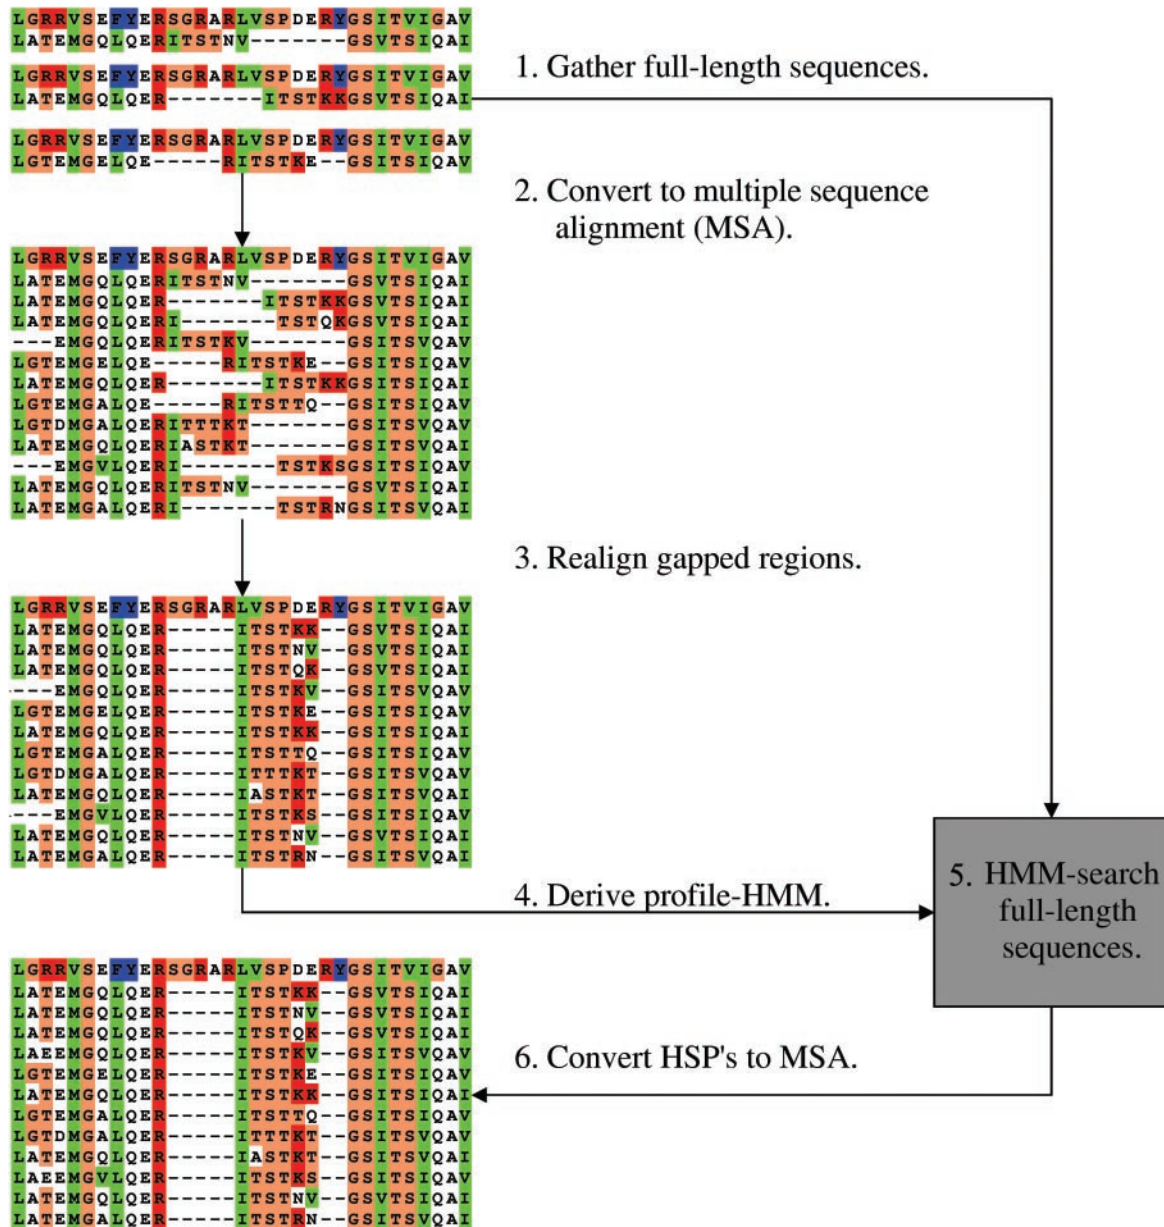 LGRRVSEFYERSGRARLVSPDERYGSITVIGAV
LATEMGQLQERITSTNV-------GSVTSIQAI
LGRRVSEFYERSGRARLVSPDERYGSITVIGAV
LATEMGQLQER-------ITSTKKGSVTSIQAI
LGRRVSEFYERSGRARLVSPDERYGSITVIGAV
LGTEMGELQE-----RITSTKE--GSITSIQAV
1. Gather full-length sequences.
2. Convert to multiple sequence
alignment (MSA).
LGRRVSEFYERSGRARLVSPDERYGSITVIGAV
LATEMGQLQERITSTNV-------GSVTSIQAI
LATEMGQLQER-------ITSTKKGSVTSIQAI
LATEMGQLQERI-------TSTQKGSVTSIQAI
---EMGQLQERITSTKV-------GSITSVQAV
LGTEMGELQE-----RITSTKE--GSITSIQAV
LATEMGQLQER-------ITSTKKGSVTSIQAI
LGTEMGALQE-----RITSTTQ--GSITSIQAV
LGTDMGALQERITTTKT-------GSITSVQAV
LATEMGQLQERIASTKT-------GSITSVQAI
---EMGVLQERI-------TSTKSGSITSIQAV
LATEMGQLQERITSTNV-------GSVTSIQAI
LATEMGALQERI-------TSTRNGSITSVQAI
3. Realign gapped regions.
LGRRVSEFYERSGRARLVSPDERYGSITVIGAV
LATEMGQLQER-----ITSTKK--GSVTSIQAI
LATEMGQLQER-----ITSTNV--GSVTSIQAI
LATEMGQLQER-----ITSTQK--GSVTSIQAI
---EMGQLQER-----ITSTKV--GSITSVQAV
LGTEMGELQER-----ITSTKE--GSITSIQAV
LATEMGQLQER-----ITSTKK--GSVTSIQAI
LGTEMGALQER-----ITSTTQ--GSITSIQAV
LGTDMGALQER-----ITTTKT--GSITSVQAV
LATEMGQLQER-----IASTKT--GSITSVQAI
---EMGVLQER-----ITSTKS--GSITSIQAV
LATEMGQLQER-----ITSTNV--GSVTSIQAI
LATEMGALQER-----ITSTRN--GSITSVQAI
4. Derive profile-HMM.
5. HMM-search
full-length
sequences.
LGRRVSEFYERSGRARLVSPDERYGSITVIGAV
LATEMGQLQER-----ITSTKK--GSVTSIQAI
LATEMGQLQER-----ITSTNV--GSVTSIQAI
LATEMGQLQER-----ITSTQK--GSVTSIQAI
LAEEMGQLQER-----ITSTKV--GSITSVQAV
LGTEMGELQER-----ITSTKE--GSITSIQAV
LATEMGQLQER-----ITSTKK--GSVTSIQAI
LGTEMGALQER-----ITSTTQ--GSITSIQAV
LGTDMGALQER-----ITTTKT--GSITSVQAV
LATEMGQLQER-----IASTKT--GSITSVQAI
LAEEMGVLQER-----ITSTKS--GSITSIQAV
LATEMGQLQER-----ITSTNV--GSVTSIQAI
LATEMGALQER-----ITSTRN--GSITSVQAI
6. Convert HSP's to MSA.